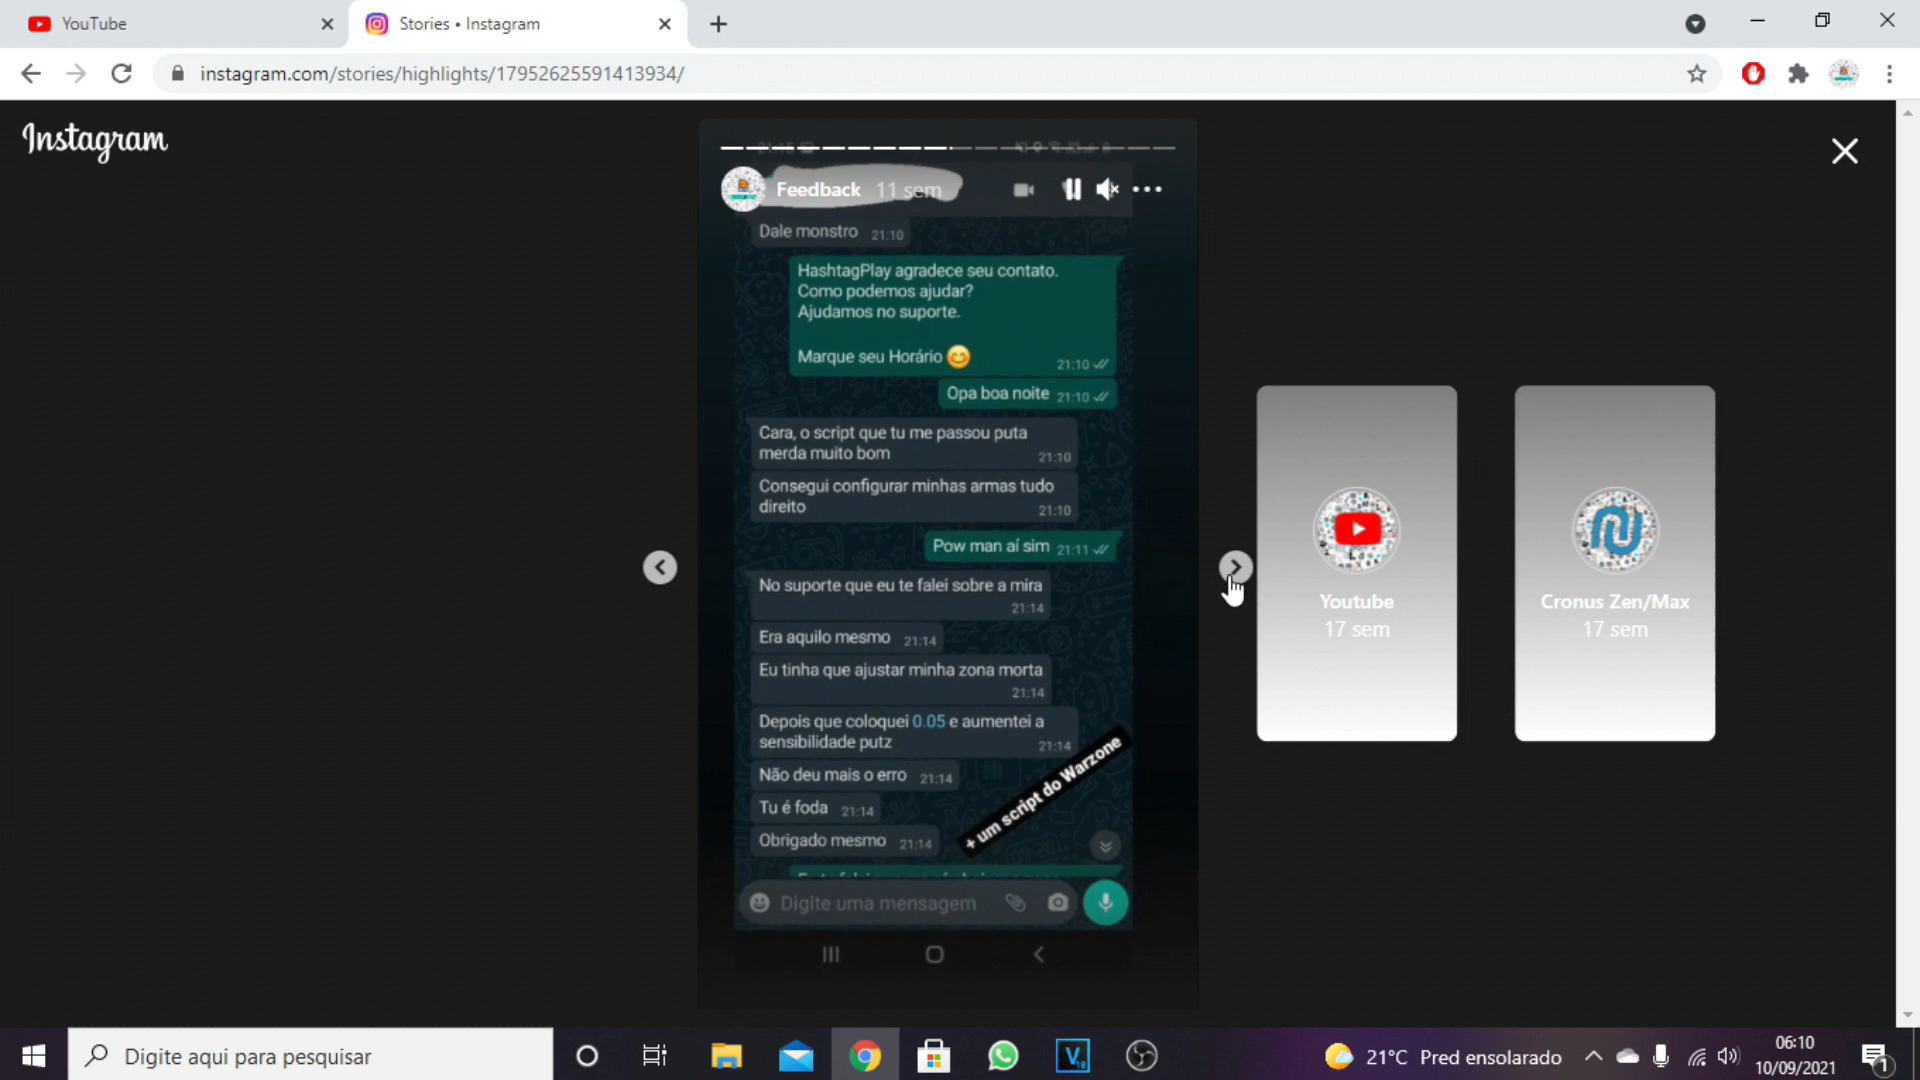 YouTube
Stories • Instagram
instagram.com/stories/highlights/17952625591413934/
Instagram
Feedback 11 sem
Dale monstro 21:10
HashtagPlay agradece seu contato.
Como podemos ajudar?
Ajudamos no suporte.
Marque seu Horário 😊 21:10
Opa boa noite 21:10
Cara, o script que tu me passou puta
merda muito bom 21:10
Consegui configurar minhas armas tudo
direito 21:10
Pow man aí sim 21:11
No suporte que eu te falei sobre a mira
21:14
Era aquilo mesmo 21:14
Eu tinha que ajustar minha zona morta
21:14
Depois que coloquei 0.05 e aumentei a
sensibilidade putz 21:14
Não deu mais o erro 21:14
Tu é foda 21:14
Obrigado mesmo 21:14
+ um script do Warzone
Digite uma mensagem
Youtube
17 sem
Cronus Zen/Max
17 sem
Digite aqui para pesquisar
21°C Pred ensolarado
06:10
10/09/2021
1